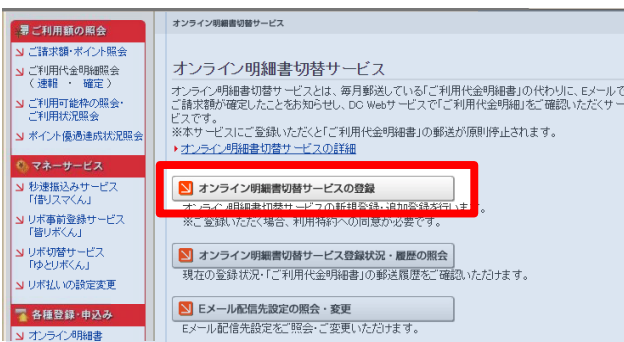 ご利用額の照会
ご請求額・ポイント照会
ご利用代金明細照会
（速報 ・ 確定）
ご利用可能枠の照会・
ご利用状況照会
ポイント優遇達成状況照会
マネーサービス
秒速振込みサービス
「借りスマくん」
リボ事前登録サービス
「皆リボくん」
リボ切替サービス
「ゆとリボくん」
リボ払いの設定変更
各種登録・申込み
オンライン明細書
オンライン明細書切替サービス
オンライン明細書切替サービス
オンライン明細書切替サービスとは、毎月郵送している「ご利用代金明細書」の代わりに、Eメールで
ご請求額が確定したことをお知らせし、DC Webサービスで「ご利用代金明細」をご確認いただくサー
ビスです。
※本サービスにご登録いただくと「ご利用代金明細書」の郵送が原則停止されます。
オンライン明細書切替サービスの詳細
オンライン明細書切替サービスの登録
オンライン明細書切替サービスの新規登録・追加登録を行います。
※ご登録いただく場合、利用特約への同意が必要です。
オンライン明細書切替サービス登録状況・履歴の照会
現在の登録状況・「ご利用代金明細書」の郵送履歴をご確認いただけます。
Eメール配信先設定の照会・変更
Eメール配信先設定をご照会・ご変更いただけます。